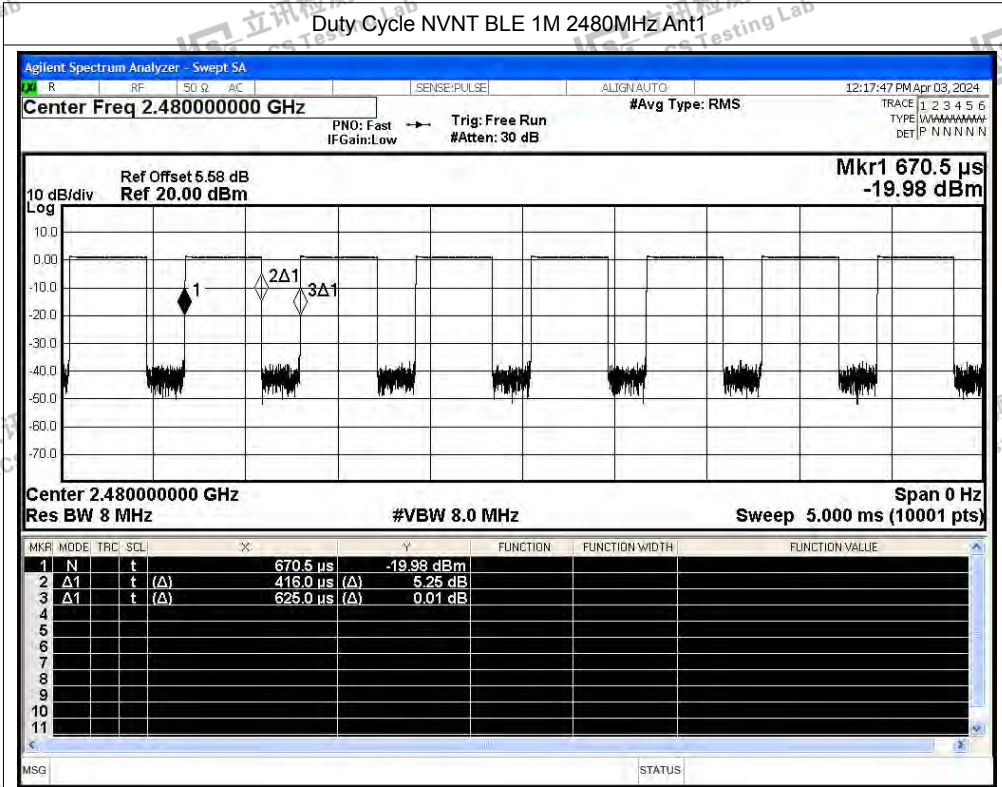 Duty Cycle NVNT BLE 1M 2480MHz Ant1
Agilent Spectrum Analyzer - Swept SA
R RF 50 Ω AC SENSE:PULSE ALIGN AUTO 12:17:47 PM Apr 03, 2024
Center Freq 2.480000000 GHz #Avg Type: RMS TRACE 1 2 3 4 5 6
PNO: Fast Trig: Free Run TYPE
IFGain:Low #Atten: 30 dB DET P N N N N N
Mkr1 670.5 µs
Ref Offset 5.58 dB
10 dB/div Ref 20.00 dBm -19.98 dBm
Log
10.0
0.00
-10.0
1 2Δ1 3Δ1
-20.0
-30.0
-40.0
-50.0
-60.0
-70.0
Center 2.480000000 GHz Span 0 Hz
Res BW 8 MHz #VBW 8.0 MHz Sweep 5.000 ms (10001 pts)
MKR MODE TRC SCL X Y FUNCTION FUNCTION WIDTH FUNCTION VALUE
1 N t 670.5 µs -19.98 dBm
2 Δ1 t (Δ) 416.0 µs (Δ) 5.25 dB
3 Δ1 t (Δ) 625.0 µs (Δ) 0.01 dB
4
5
6
7
8
9
10
11
MSG STATUS